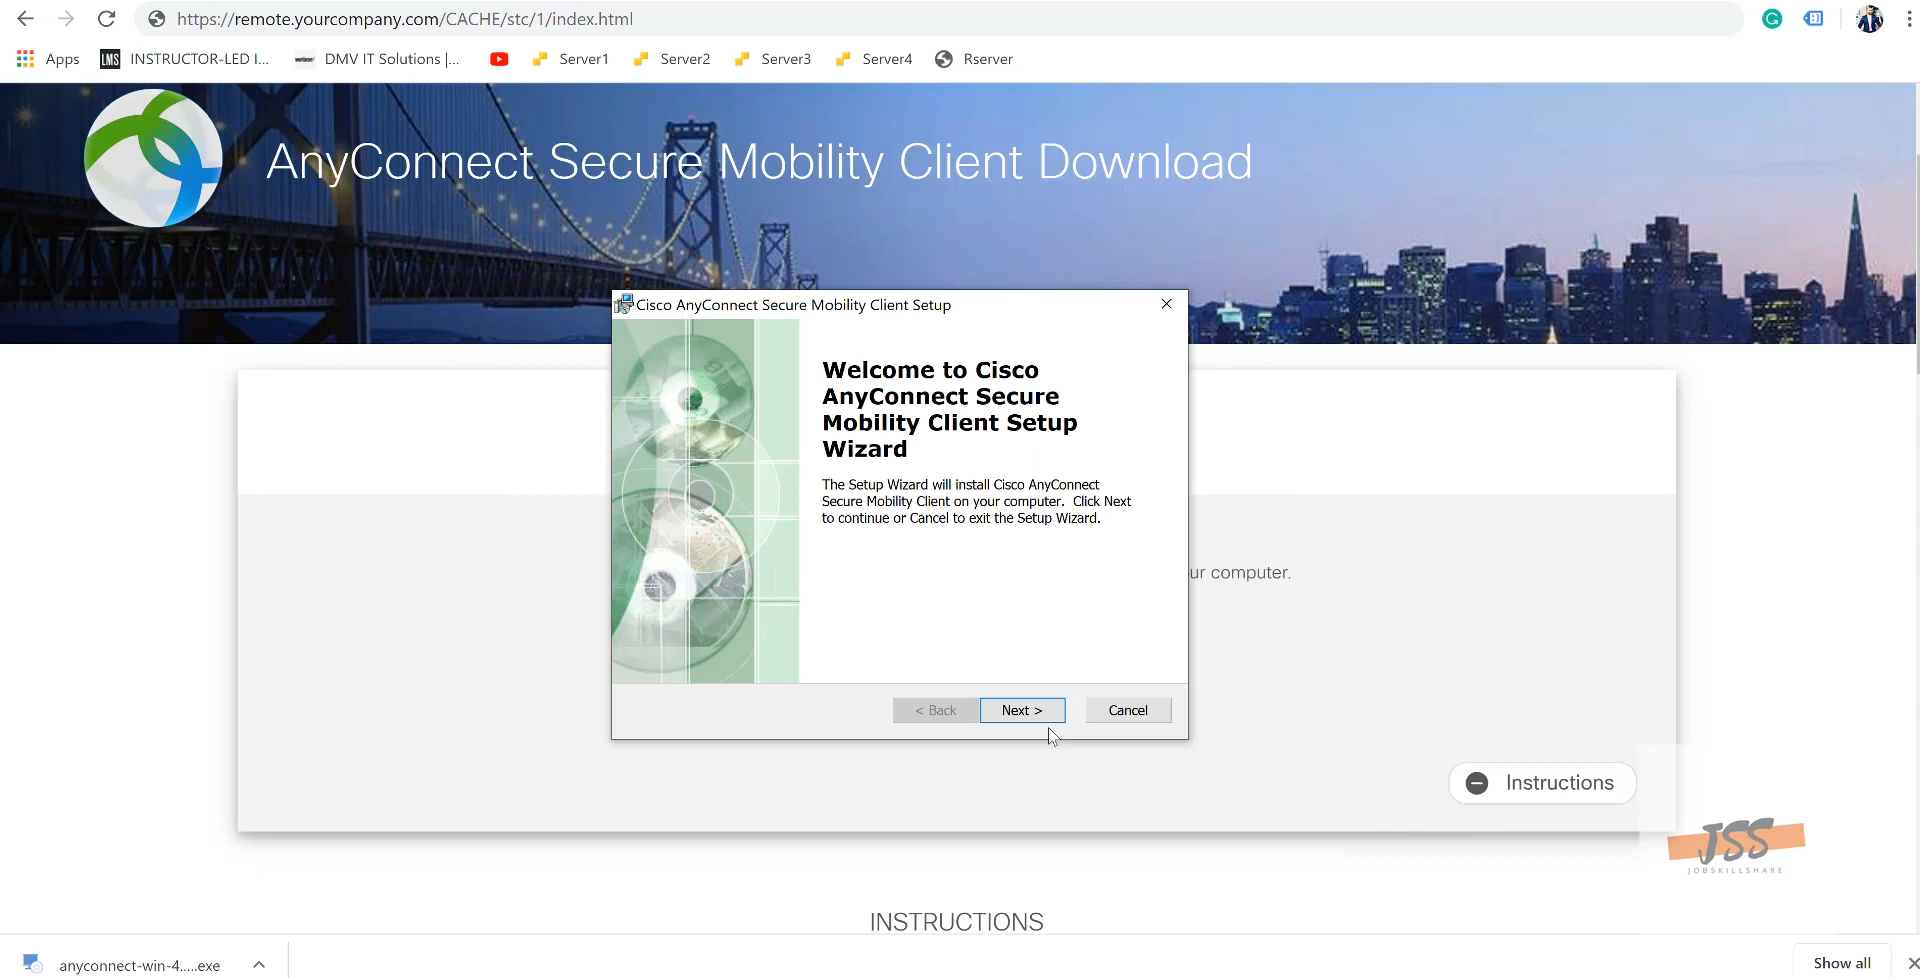 https://remote.yourcompany.com/CACHE/stc/1/index.html
Apps
LMS
INSTRUCTOR-LED I...
DMV IT Solutions |...
Server1
Server2
Server3
Server4
Rserver
AnyConnect Secure Mobility Client Download
Cisco AnyConnect Secure Mobility Client Setup
Welcome to Cisco
AnyConnect Secure
Mobility Client Setup
Wizard
The Setup Wizard will install Cisco AnyConnect
Secure Mobility Client on your computer. Click Next
to continue or Cancel to exit the Setup Wizard.
ur computer.
< Back
Next >
Cancel
Instructions
JSS
JOBSKILLSHARE
INSTRUCTIONS
anyconnect-win-4.....exe
Show all